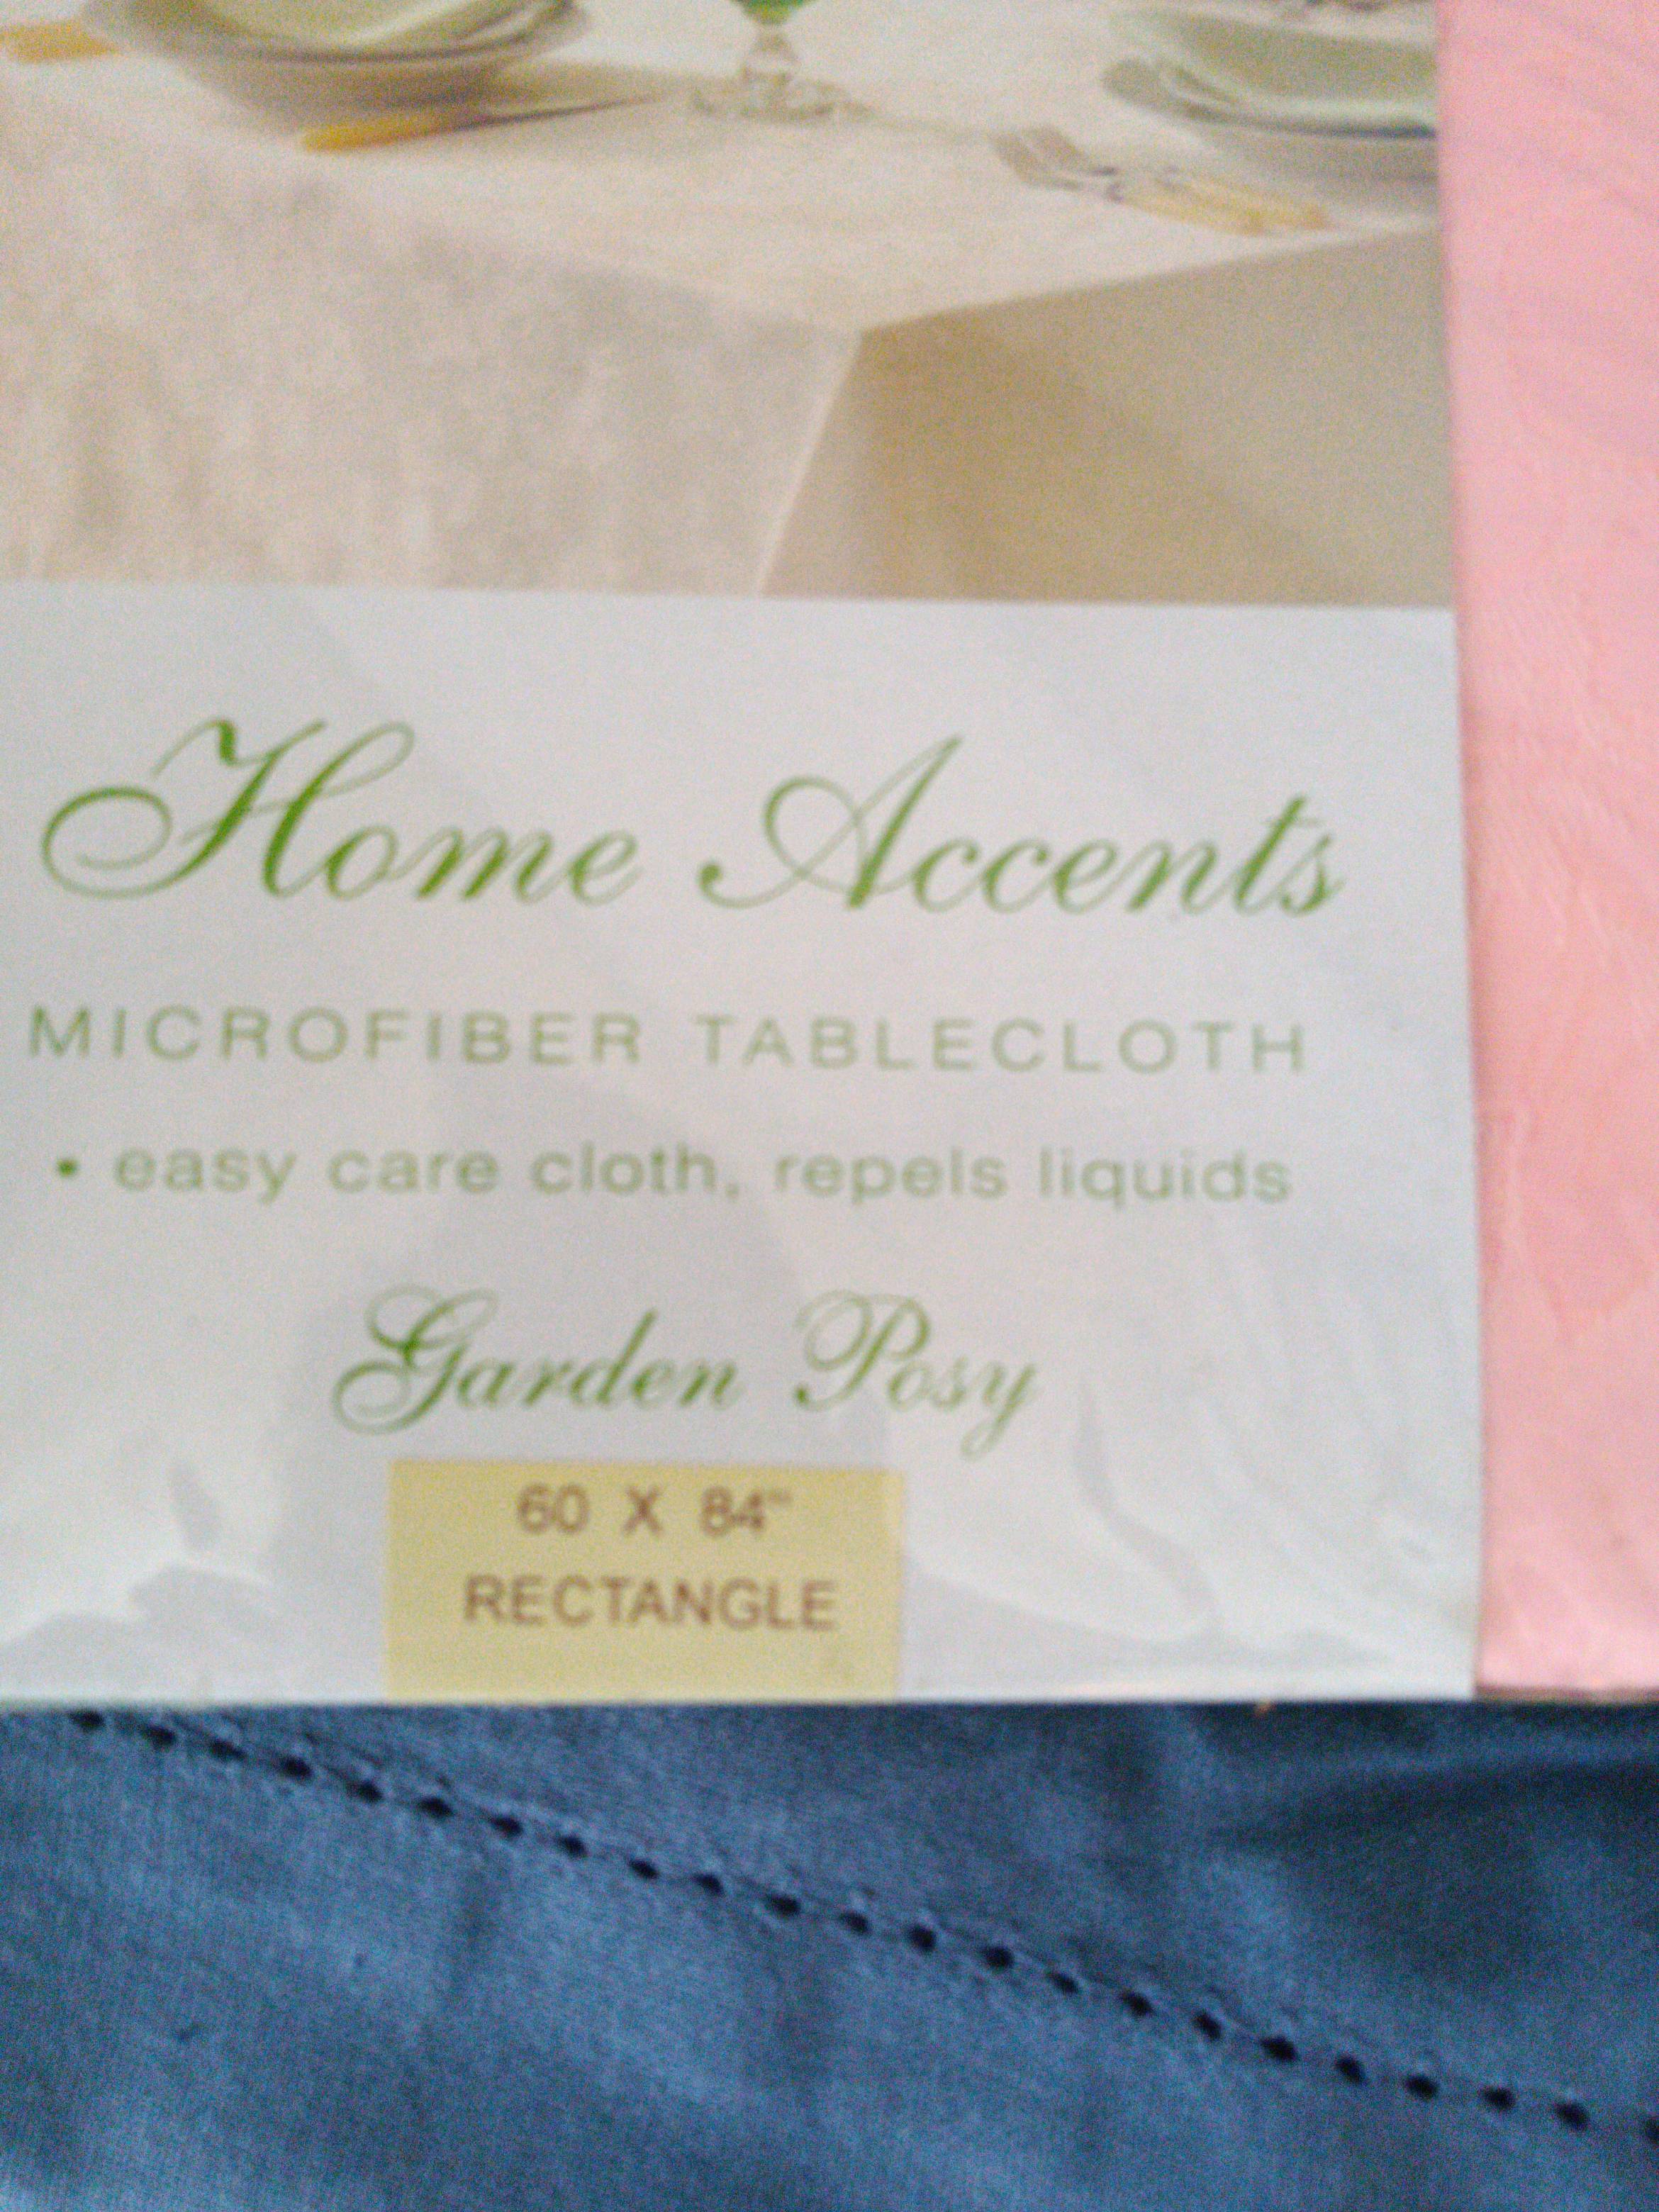 Home Accents
MICROFIBER TABLECLOTH
• easy care cloth, repels liquids
Garden Posy
60 X 84"
RECTANGLE